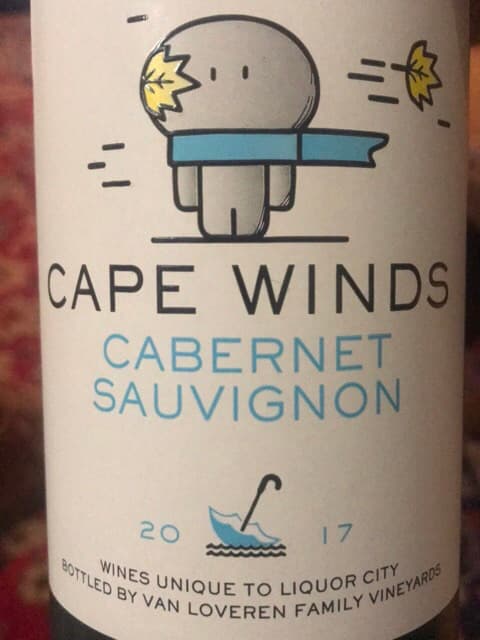 CAPE WINDS
CABERNET
SAUVIGNON
20 17
WINES UNIQUE TO LIQUOR CITY
BOTTLED BY VAN LOVEREN FAMILY VINEYARDS